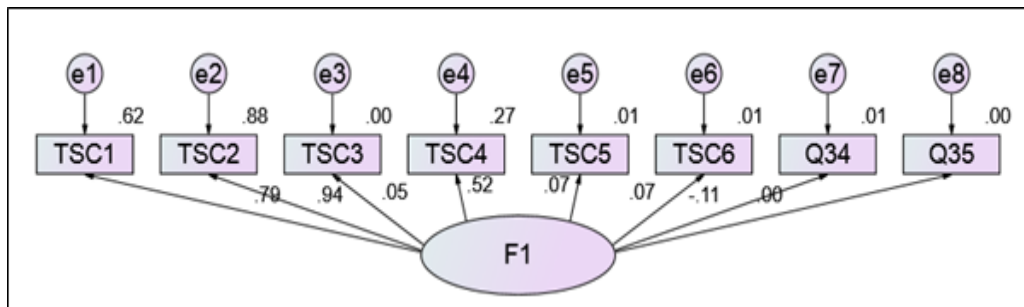 e1 e2 e3 e4 e5 e6 e7 e8
.62 .88 .00 .27 .01 .01 .01 .00
TSC1 TSC2 TSC3 TSC4 TSC5 TSC6 Q34 Q35
.79 .94 .05 .52 .07 .07 -.11 .00
F1